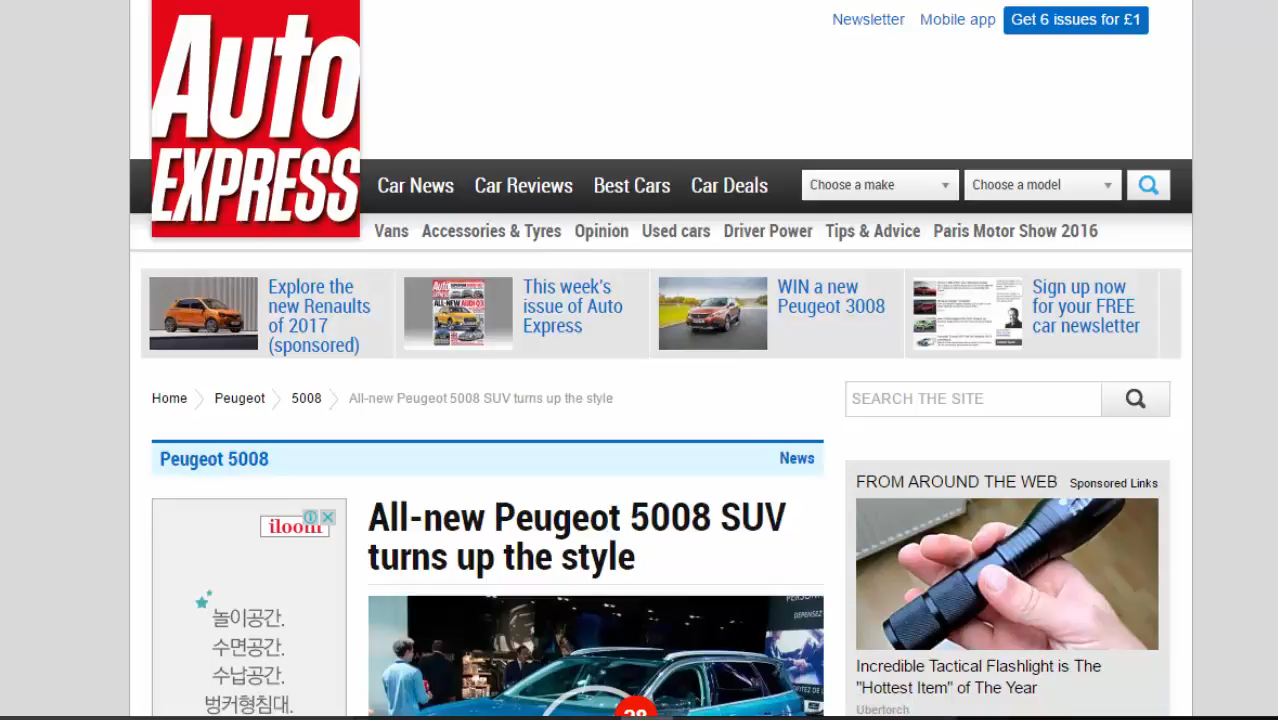 Auto
EXPRESS
Newsletter Mobile app Get 6 issues for £1
Car News Car Reviews Best Cars Car Deals Choose a make Choose a model
Vans Accessories & Tyres Opinion Used cars Driver Power Tips & Advice Paris Motor Show 2016
Explore the
new Renaults
of 2017
(sponsored)
This week's
issue of Auto
Express
WIN a new
Peugeot 3008
Sign up now
for your FREE
car newsletter
Home Peugeot 5008 All-new Peugeot 5008 SUV turns up the style
SEARCH THE SITE
Peugeot 5008 News
iloom
놀이공간.
수면공간.
수납공간.
벙커형침대.
All-new Peugeot 5008 SUV
turns up the style
FROM AROUND THE WEB Sponsored Links
Incredible Tactical Flashlight is The
"Hottest Item" of The Year
Ubertorch